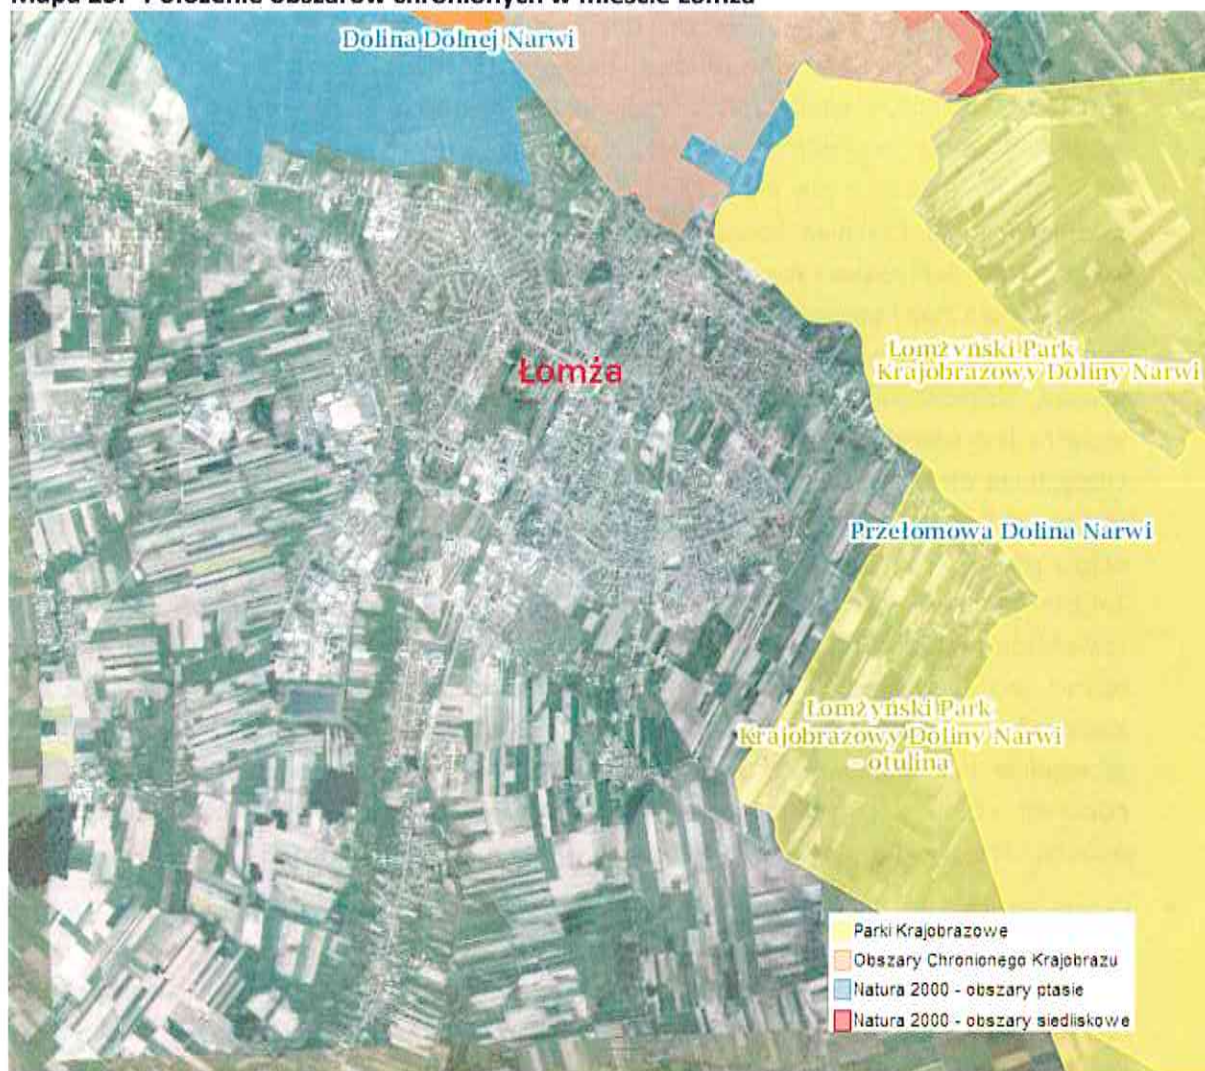 Dolina Dolnej Narwi
Łomżyński Park
Krajobrazowy Doliny Narwi
Łomża
Przełomowa Dolina Narwi
Łomżyński Park
Krajobrazowy Doliny Narwi
- otulina
Parki Krajobrazowe
Obszary Chronionego Krajobrazu
Natura 2000 - obszary ptasie
Natura 2000 - obszary siedliskowe